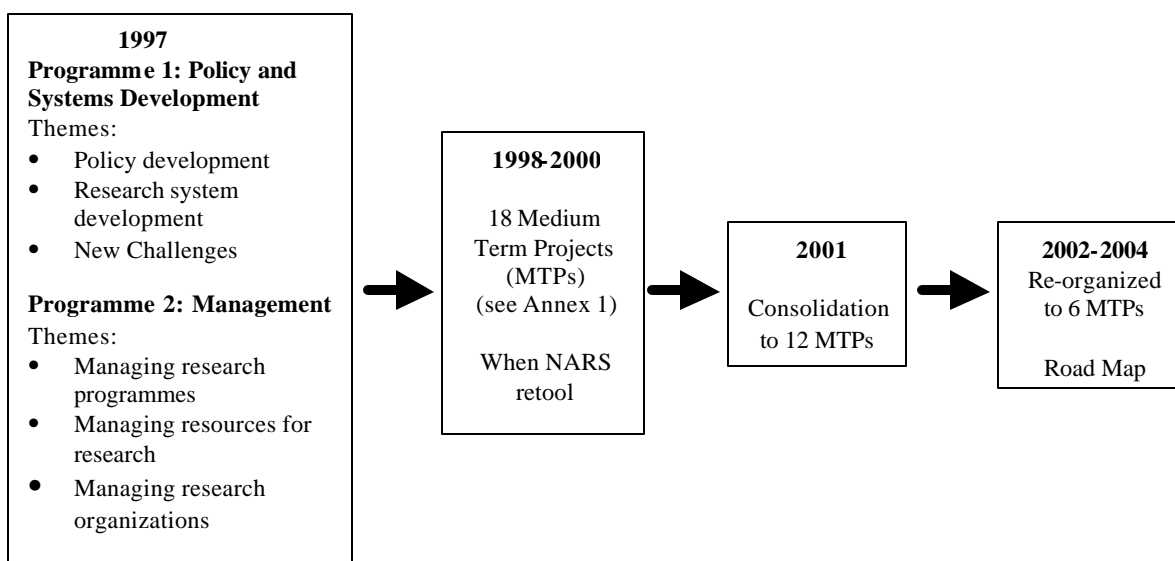 1997
Programme 1: Policy and
Systems Development
Themes:
• Policy development
• Research system
development
• New Challenges
Programme 2: Management
Themes:
• Managing research
programmes
• Managing resources for
research
• Managing research
organizations
1998-2000
18 Medium
Term Projects
(MTPs)
(see Annex 1)
When NARS
retool
2001
Consolidation
to 12 MTPs
2002-2004
Re-organized
to 6 MTPs
Road Map